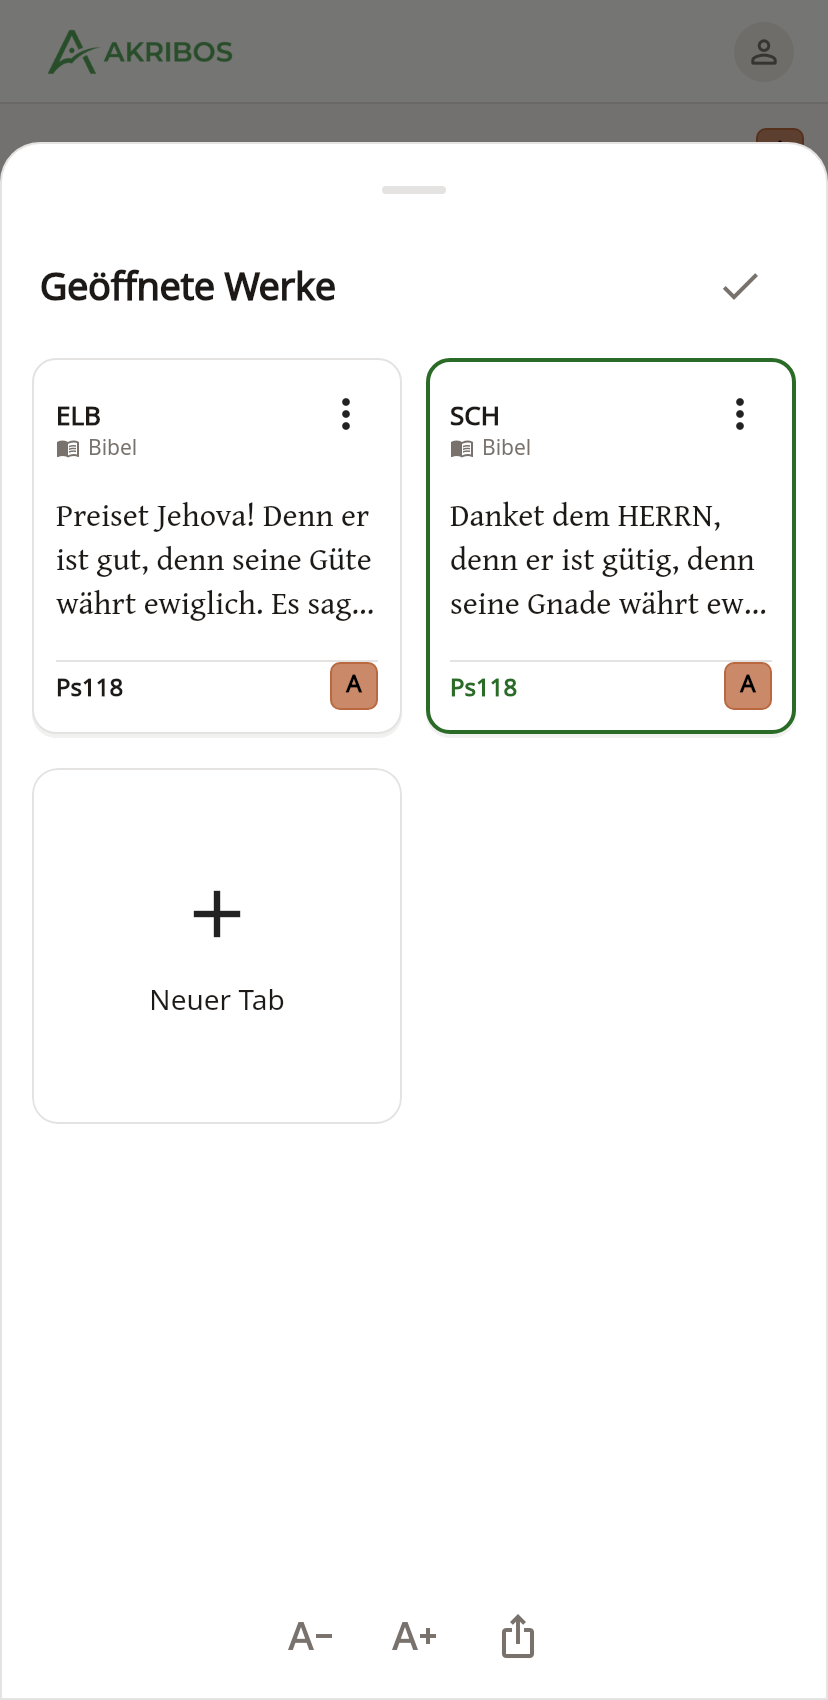 AKRIBOS
Geöffnete Werke
ELB
Bibel
Preiset Jehova! Denn er
ist gut, denn seine Güte
währt ewiglich. Es sag...
Ps118
A
SCH
Bibel
Danket dem HERRN,
denn er ist gütig, denn
seine Gnade währt ew...
Ps118
A
Neuer Tab
A−
A+